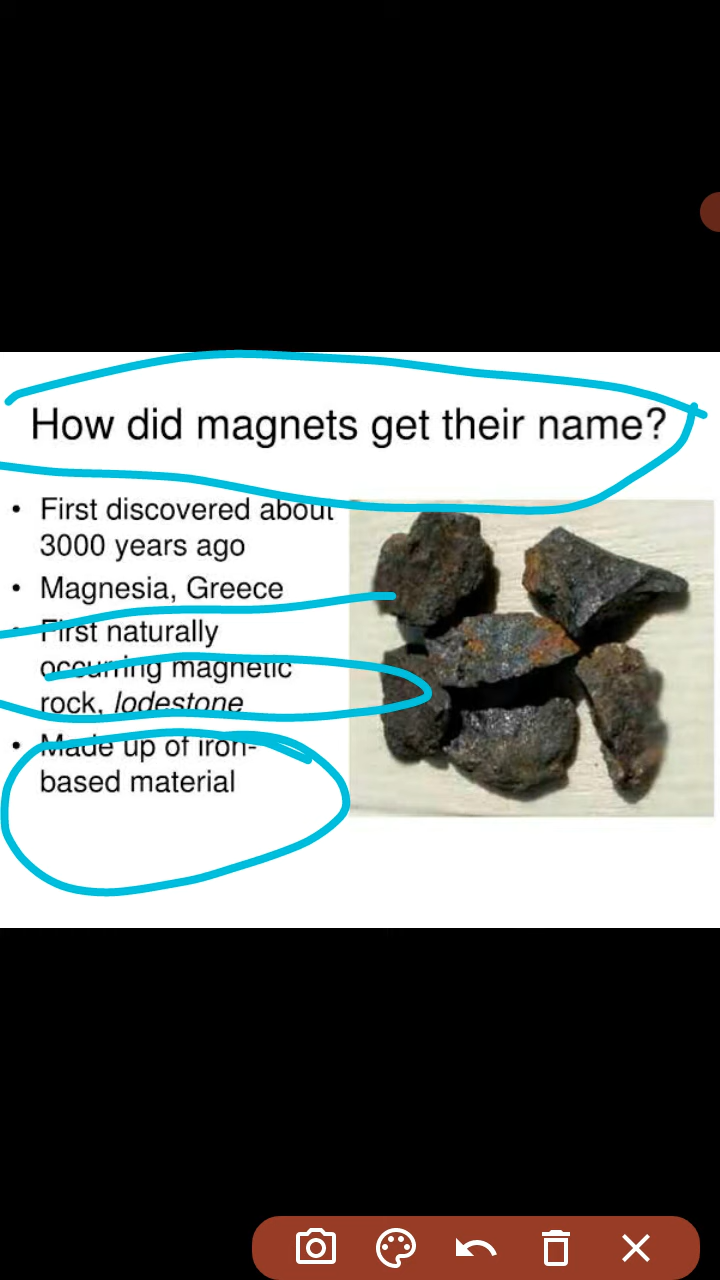 How did magnets get their name?
• First discovered about
3000 years ago
• Magnesia, Greece
• First naturally
occurring magnetic
rock, lodestone
• Made up of iron-
based material